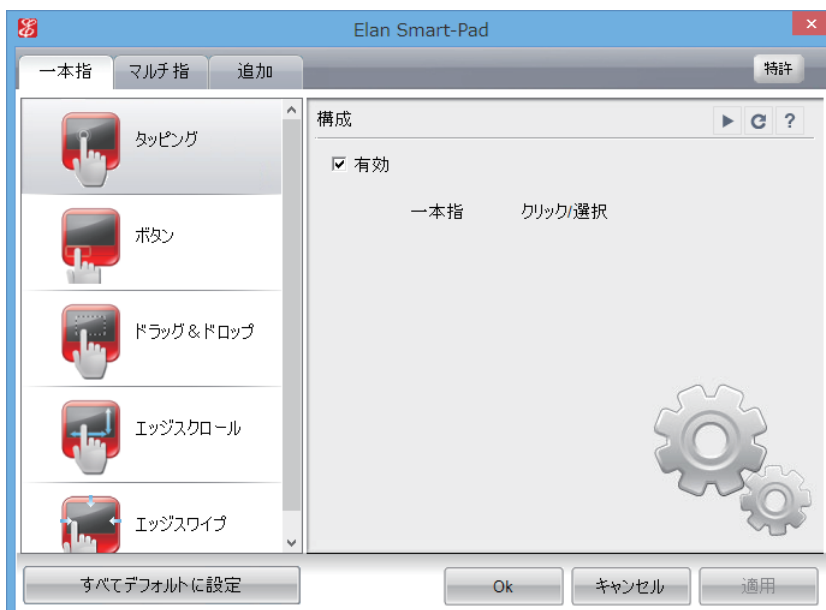 Elan Smart-Pad
一本指
マルチ指
追加
特許
タッピング
ボタン
ドラッグ&ドロップ
エッジスクロール
エッジスワイプ
構成
?
有効
一本指 クリック/選択
すべてデフォルトに設定
Ok
キャンセル
適用